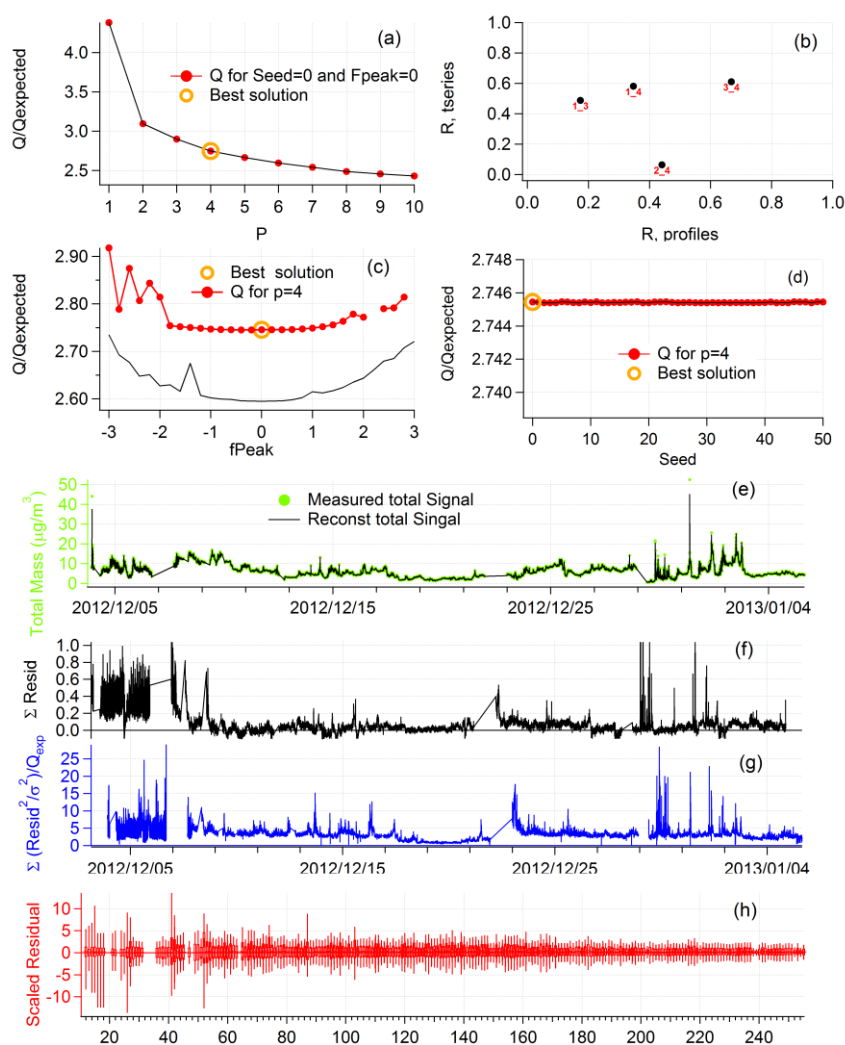 (a)
Q/Qexpected
4.0
3.5
3.0
2.5
Q for Seed=0 and Fpeak=0
Best solution
1 2 3 4 5 6 7 8 9 10
P
(b)
R, tseries
1.0
0.8
0.6
0.4
0.2
0.0
1_3
1_4
3_4
2_4
0.0 0.2 0.4 0.6 0.8 1.0
R, profiles
(c)
Q/Qexpected
2.90
2.80
2.70
2.60
Best solution
Q for p=4
-3 -2 -1 0 1 2 3
fPeak
(d)
Q/Qexpected
2.748
2.746
2.744
2.742
2.740
Q for p=4
Best solution
0 10 20 30 40 50
Seed
(e)
Total Mass (µg/m³)
50
40
30
20
10
0
Measured total Signal
Reconst total Singal
2012/12/05 2012/12/15 2012/12/25 2013/01/04
(f)
Σ Resid
1.0
0.8
0.6
0.4
0.2
0.0
(g)
Σ (Resid²/σ²)/Qexp
25
20
15
10
5
0
2012/12/05 2012/12/15 2012/12/25 2013/01/04
(h)
Scaled Residual
10
5
0
-5
-10
20 40 60 80 100 120 140 160 180 200 220 240